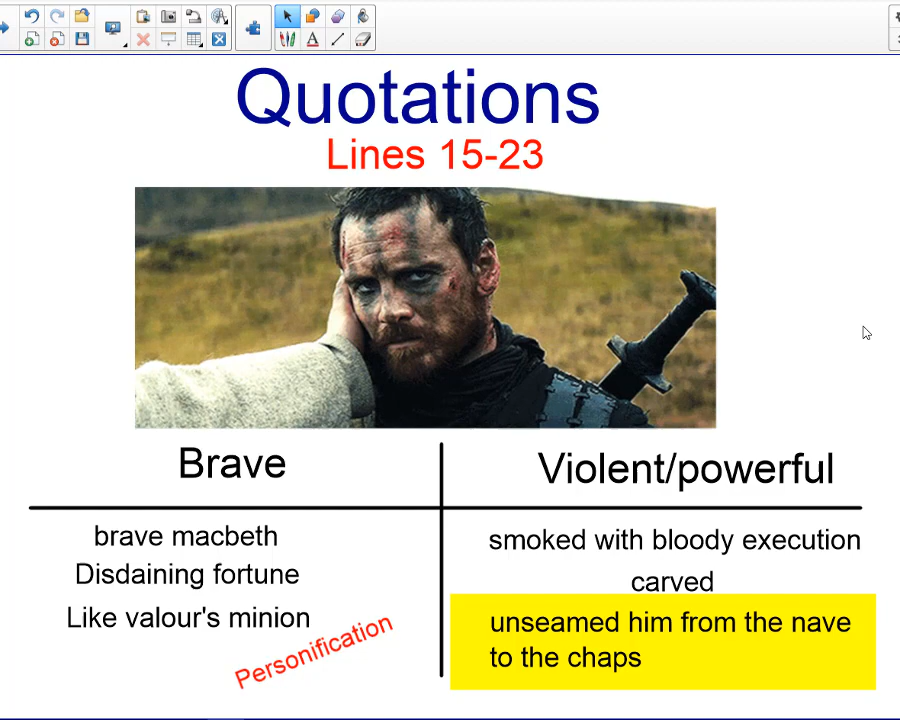 Quotations
Lines 15-23
Brave
Violent/powerful
brave macbeth
smoked with bloody execution
Disdaining fortune
carved
Like valour's minion
unseamed him from the nave
to the chaps
Personification